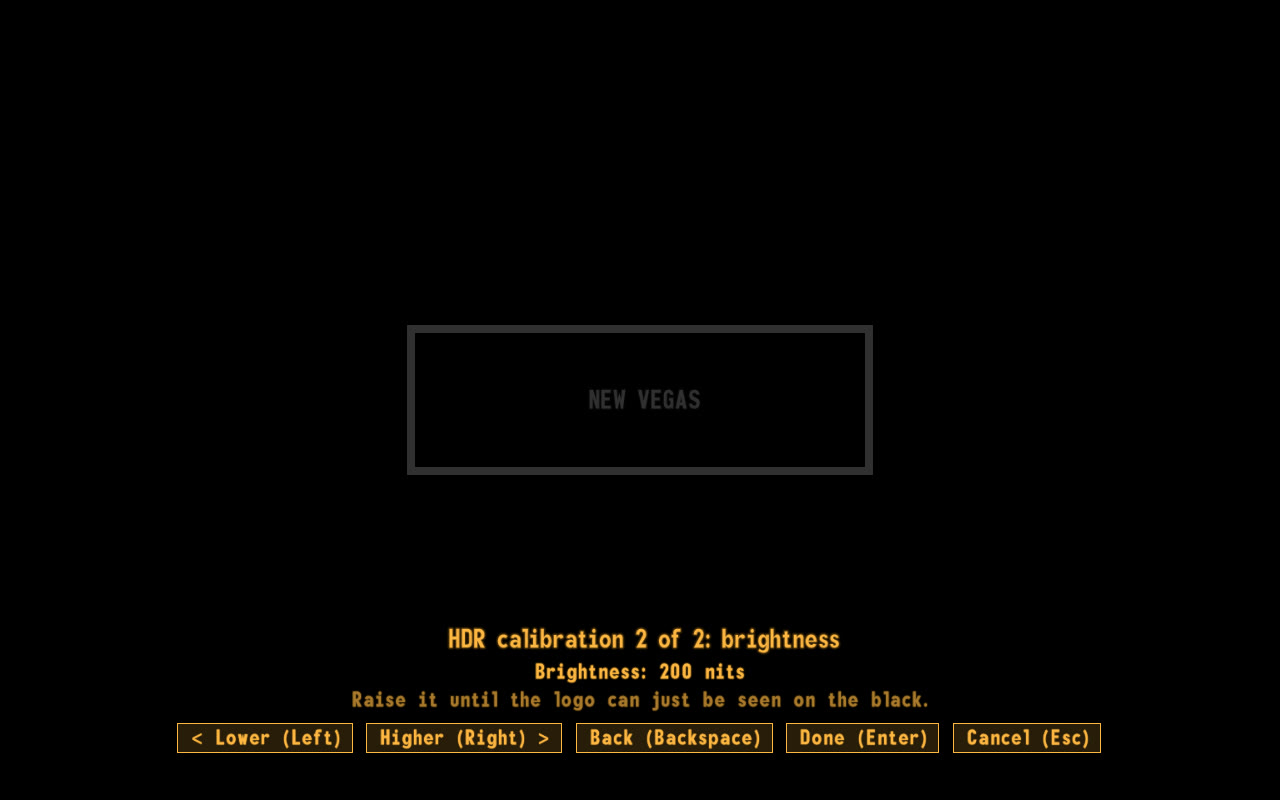 NEW VEGAS
HDR calibration 2 of 2: brightness
Brightness: 200 nits
Raise it until the logo can just be seen on the black.
< Lower (Left) Higher (Right) > Back (Backspace) Done (Enter) Cancel (Esc)